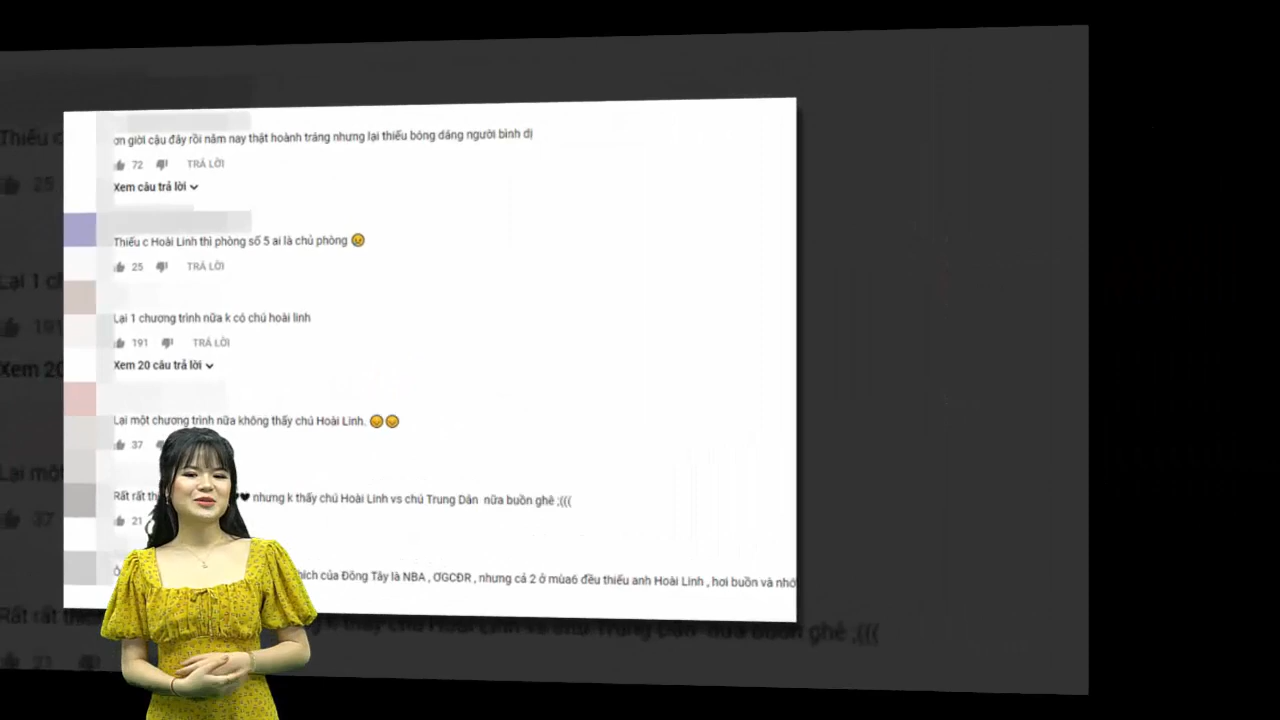 ơn giời cậu đây rồi năm nay thật hoành tráng nhưng lại thiếu bóng dáng người bình dị
72 TRẢ LỜI
Xem câu trả lời
Thiếu c Hoài Linh thì phòng số 5 ai là chủ phòng
25 TRẢ LỜI
Lại 1 chương trình nữa k có chú hoài linh
191 TRẢ LỜI
Xem 20 câu trả lời
Lại một chương trình nữa không thấy chú Hoài Linh.
37
Rất rất nhưng k thấy chú Hoài Linh vs chú Trung Dân nữa buồn ghê ;(((
21
của Đông Tây là NBA , ƠGCĐR , nhưng cả 2 ở mùa6 đều thiếu anh Hoài Linh , hơi buồn và